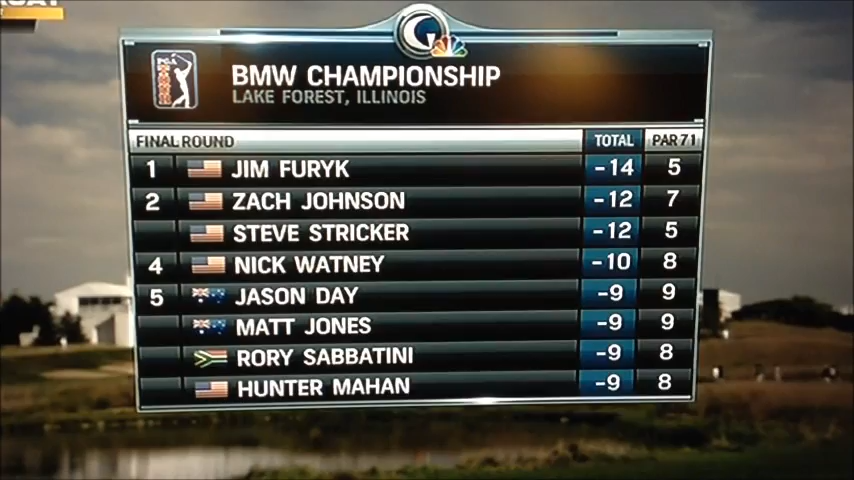 PGA TOUR
BMW CHAMPIONSHIP
LAKE FOREST, ILLINOIS
FINAL ROUND TOTAL PAR 71
1 JIM FURYK -14 5
2 ZACH JOHNSON -12 7
STEVE STRICKER -12 5
4 NICK WATNEY -10 8
5 JASON DAY -9 9
MATT JONES -9 9
RORY SABBATINI -9 8
HUNTER MAHAN -9 8